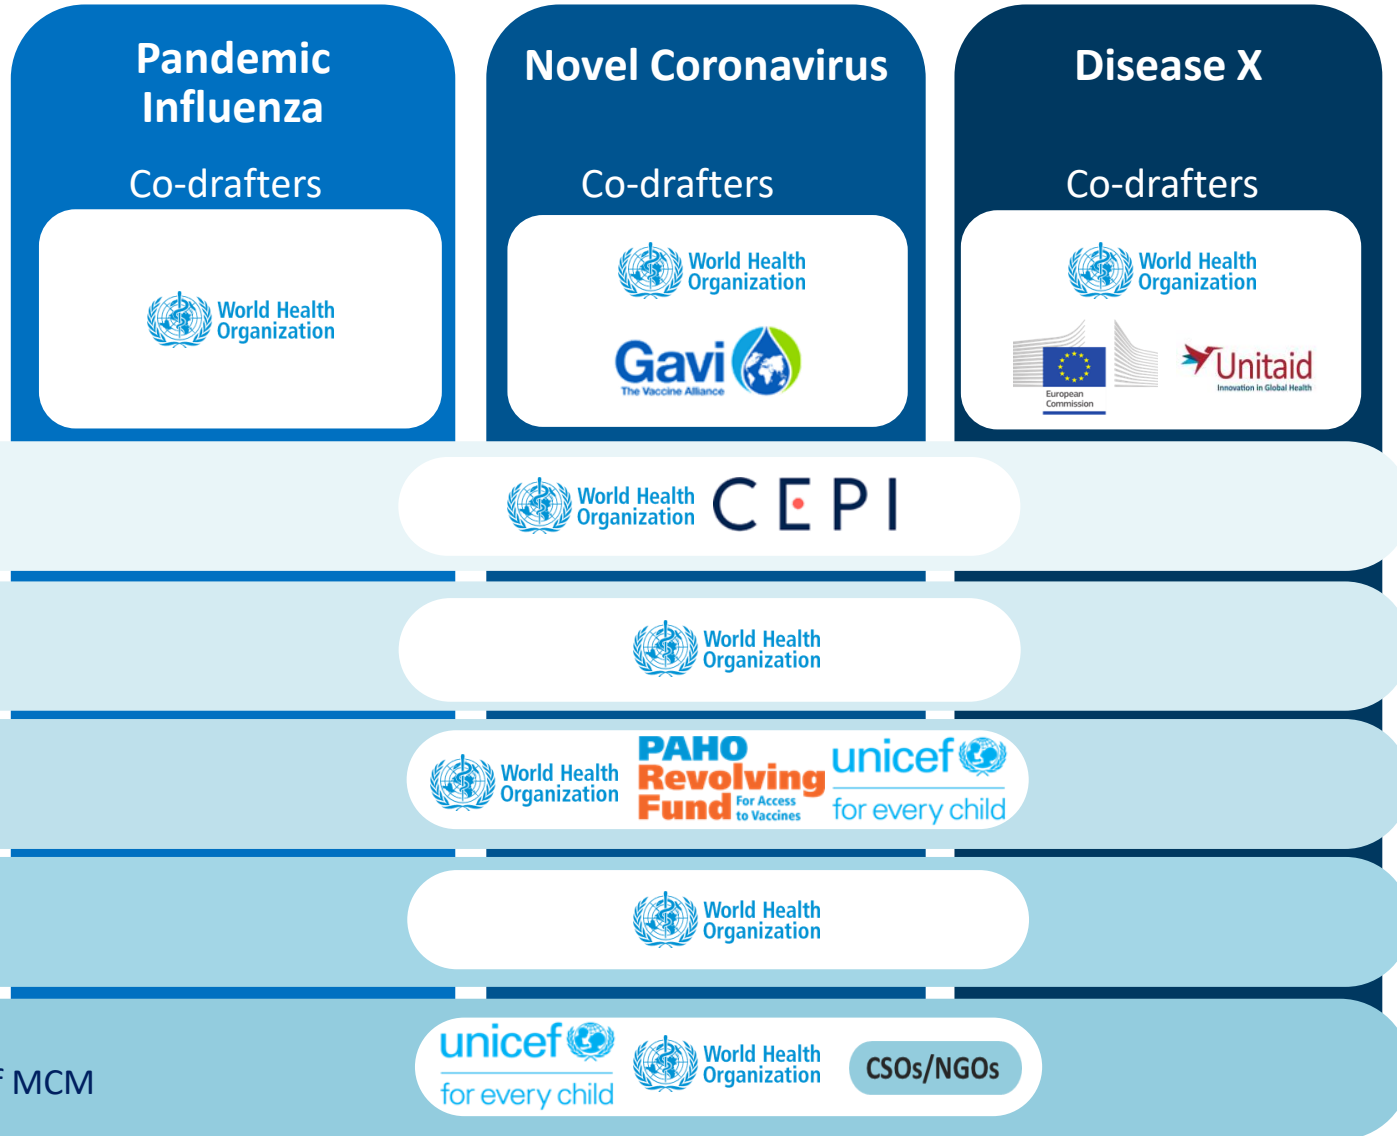 Pandemic
Influenza
Co-drafters
World Health
Organization
Novel Coronavirus
Co-drafters
World Health
Organization
Gavi
The Vaccine Alliance
Disease X
Co-drafters
World Health
Organization
European
Commission
Unitaid
Innovation in Global Health
World Health
Organization
CEPI
World Health
Organization
World Health
Organization
PAHO
Revolving
Fund For Access
to Vaccines
unicef
for every child
World Health
Organization
MCM
unicef
for every child
World Health
Organization
CSOs/NGOs